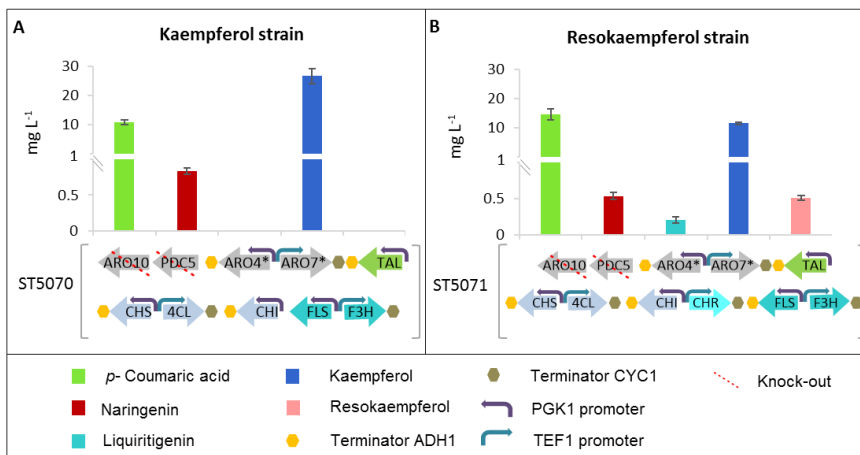 A
Kaempferol strain
30
20
10
1
0.5
0
mg L-1
ARO10 PDC5 ARO4* ARO7* TAL
ST5070
CHS 4CL CHI FLS F3H
B
Resokaempferol strain
30
20
10
1
0.5
0
mg L-1
ARO10 PDC5 ARO4* ARO7* TAL
ST5071
CHS 4CL CHI CHR FLS F3H
p- Coumaric acid
Kaempferol
Terminator CYC1
Knock-out
Naringenin
Resokaempferol
PGK1 promoter
Liquiritigenin
Terminator ADH1
TEF1 promoter